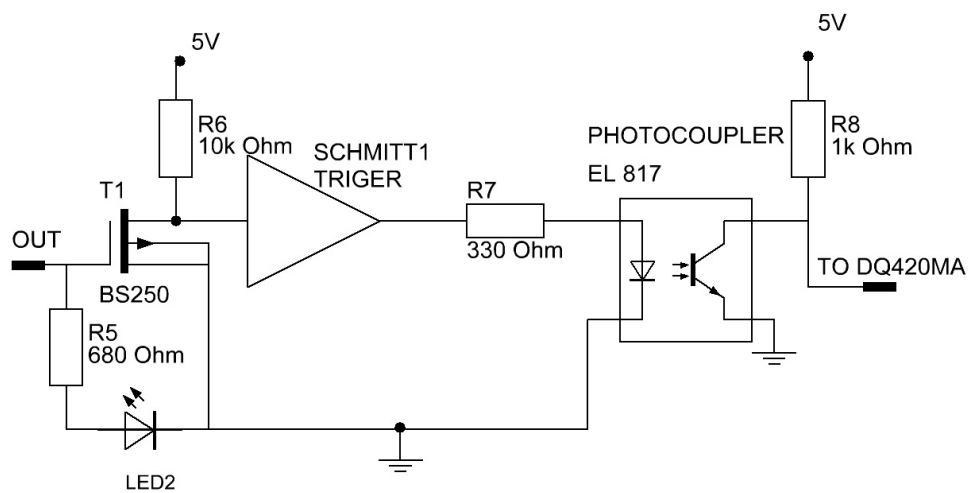 5V
R6
10k Ohm
SCHMITT1
TRIGER
T1
OUT
BS250
R5
680 Ohm
LED2
R7
330 Ohm
PHOTOCOUPLER
EL 817
5V
R8
1k Ohm
TO DQ420MA